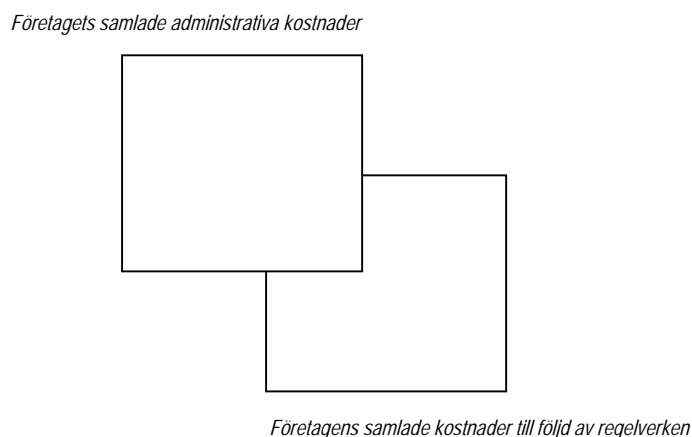 Företagets samlade administrativa kostnader
Företagens samlade kostnader till följd av regelverken